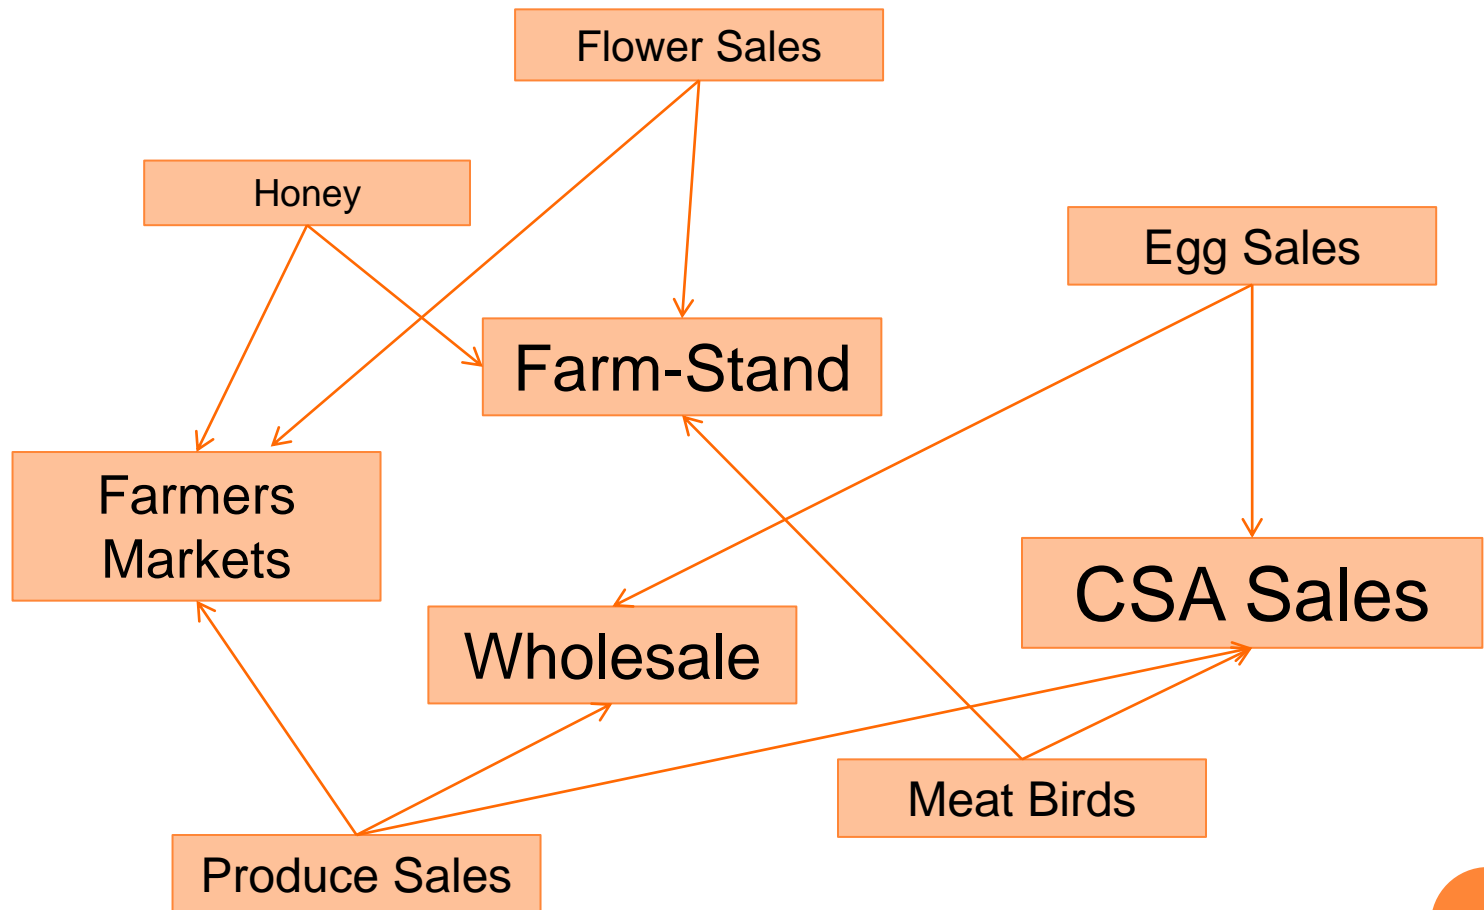 Flower Sales
Honey
Egg Sales
Farm-Stand
Farmers
Markets
CSA Sales
Wholesale
Meat Birds
Produce Sales